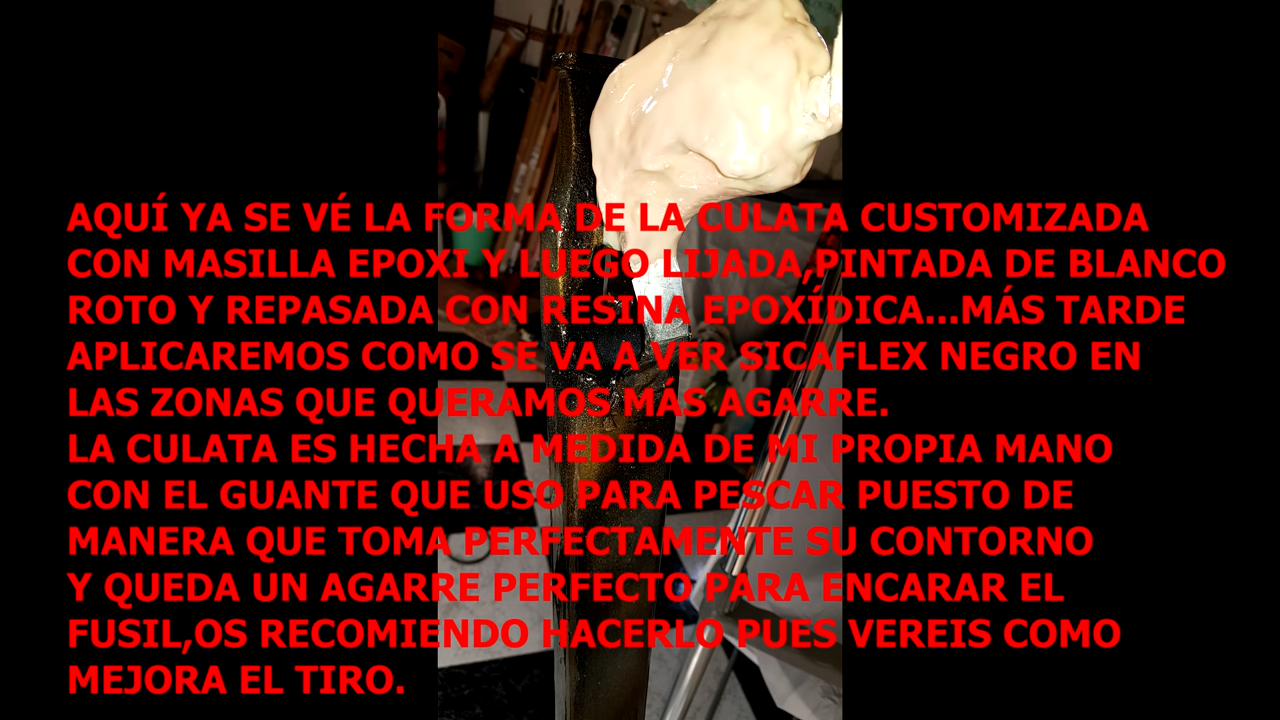 AQUÍ YA SE VÉ LA FORMA DE LA CULATA CUSTOMIZADA
CON MASILLA EPOXI Y LUEGO LIJADA,PINTADA DE BLANCO
ROTO Y REPASADA CON RESINA EPOXÍDICA...MÁS TARDE
APLICAREMOS COMO SE VA A VER SICAFLEX NEGRO EN
LAS ZONAS QUE QUERAMOS MÁS AGARRE.
LA CULATA ES HECHA A MEDIDA DE MI PROPIA MANO
CON EL GUANTE QUE USO PARA PESCAR PUESTO DE
MANERA QUE TOMA PERFECTAMENTE SU CONTORNO
Y QUEDA UN AGARRE PERFECTO PARA ENCARAR EL
FUSIL,OS RECOMIENDO HACERLO PUES VEREIS COMO
MEJORA EL TIRO.